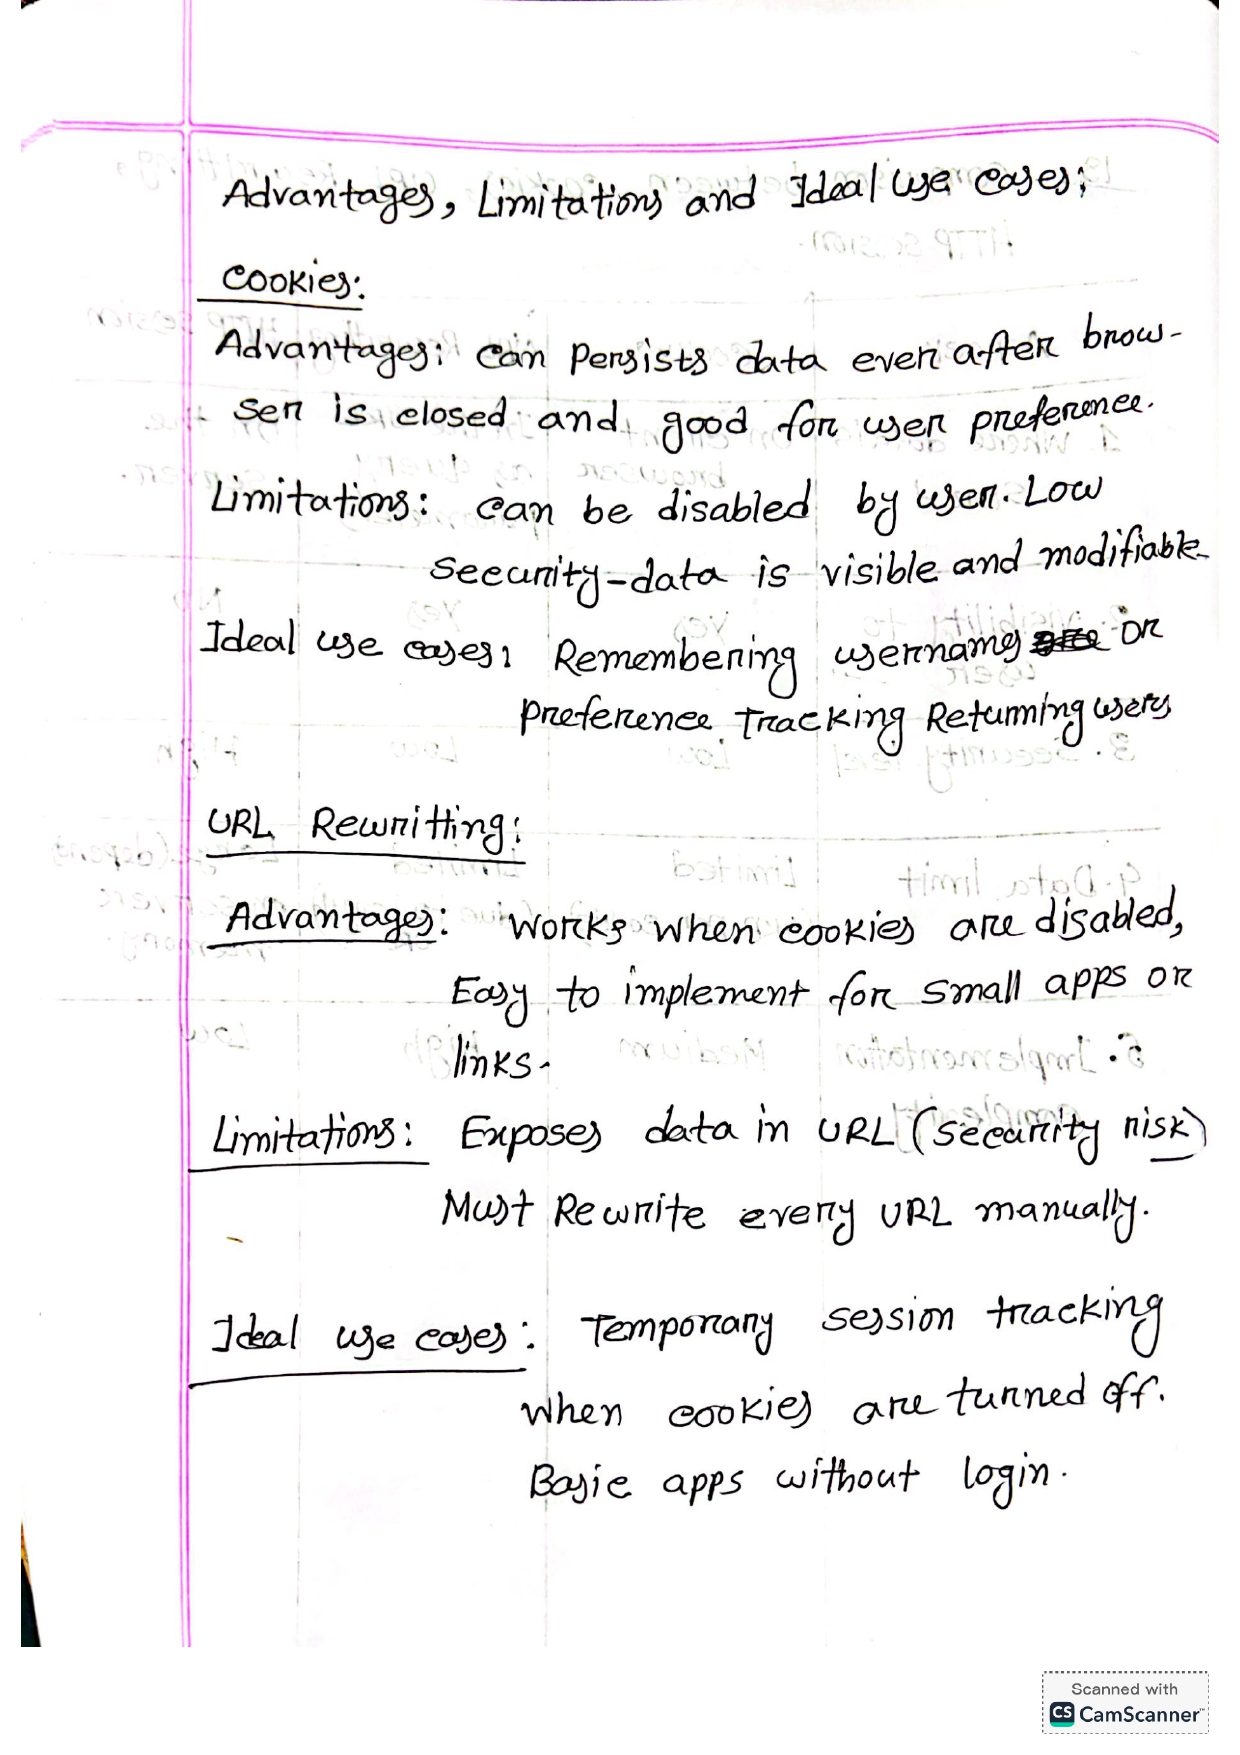 Advantages, Limitations and Ideal use cases;
Cookies:
Advantages: Can Persists data even after brow-
ser is closed and good for user preference.
Limitations: Can be disabled by user. Low
Security-data is visible and modifiable
Ideal use cases: Remembering usernames or
Preference. Tracking Returning users
URL Rewritting:
Advantages: Works when cookies are disabled,
Easy to implement for small apps or
links.
Limitations: Exposes data in URL (security risk)
Must Rewrite every URL manually.
Ideal use cases: Temporary session tracking
when cookies are turned off.
Basic apps without login.
Scanned with
CS CamScanner